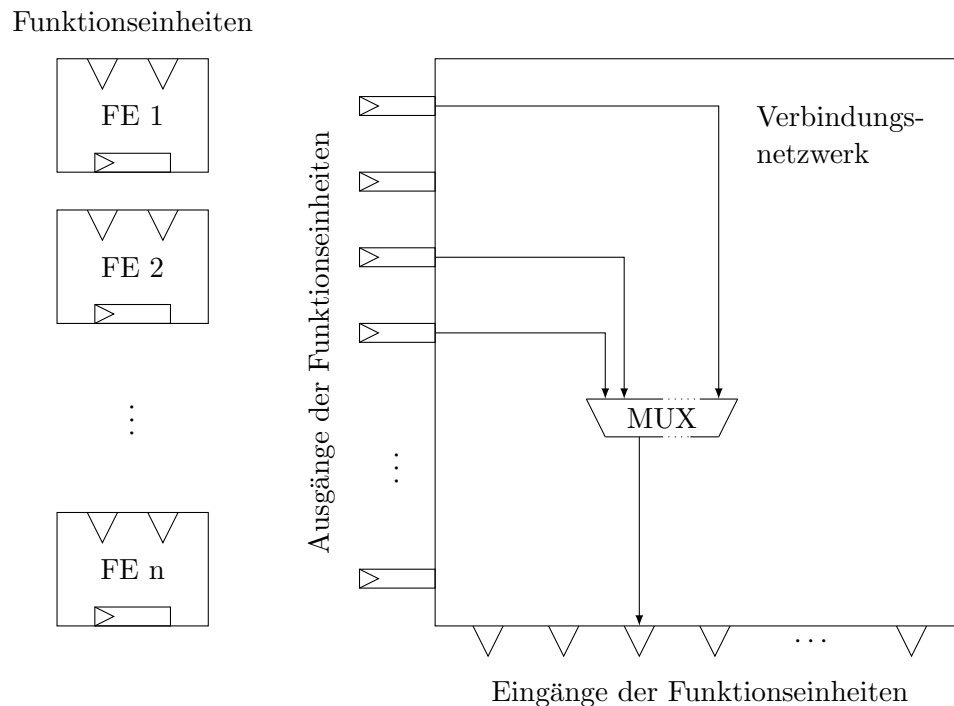 Funktionseinheiten
FE 1
FE 2
⋮
FE n
Ausgänge der Funktionseinheiten
⋮
Verbindungs-
netzwerk
MUX
⋯
Eingänge der Funktionseinheiten